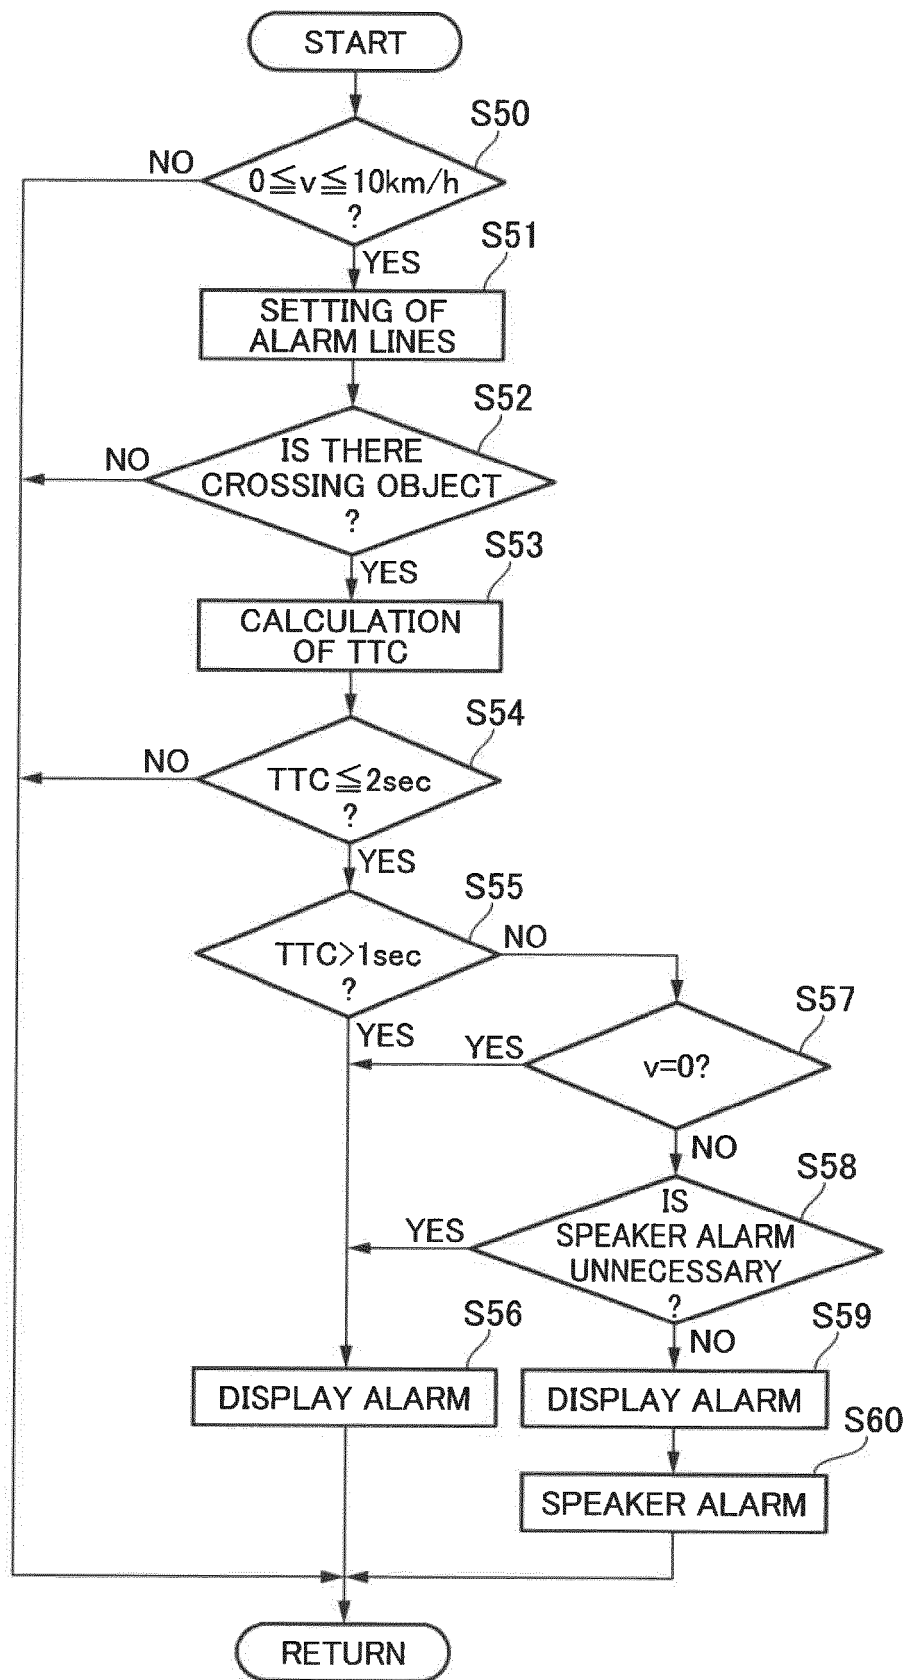 START
S50
NO
0≦v≦10km/h
?
YES
S51
SETTING OF
ALARM LINES
S52
NO
IS THERE
CROSSING OBJECT
?
YES
S53
CALCULATION
OF TTC
S54
NO
TTC≦2sec
?
YES
S55
TTC>1sec
?
NO
YES
S57
YES
v=0?
NO
S58
YES
IS
SPEAKER ALARM
UNNECESSARY
?
NO
S56
DISPLAY ALARM
S59
DISPLAY ALARM
S60
SPEAKER ALARM
RETURN